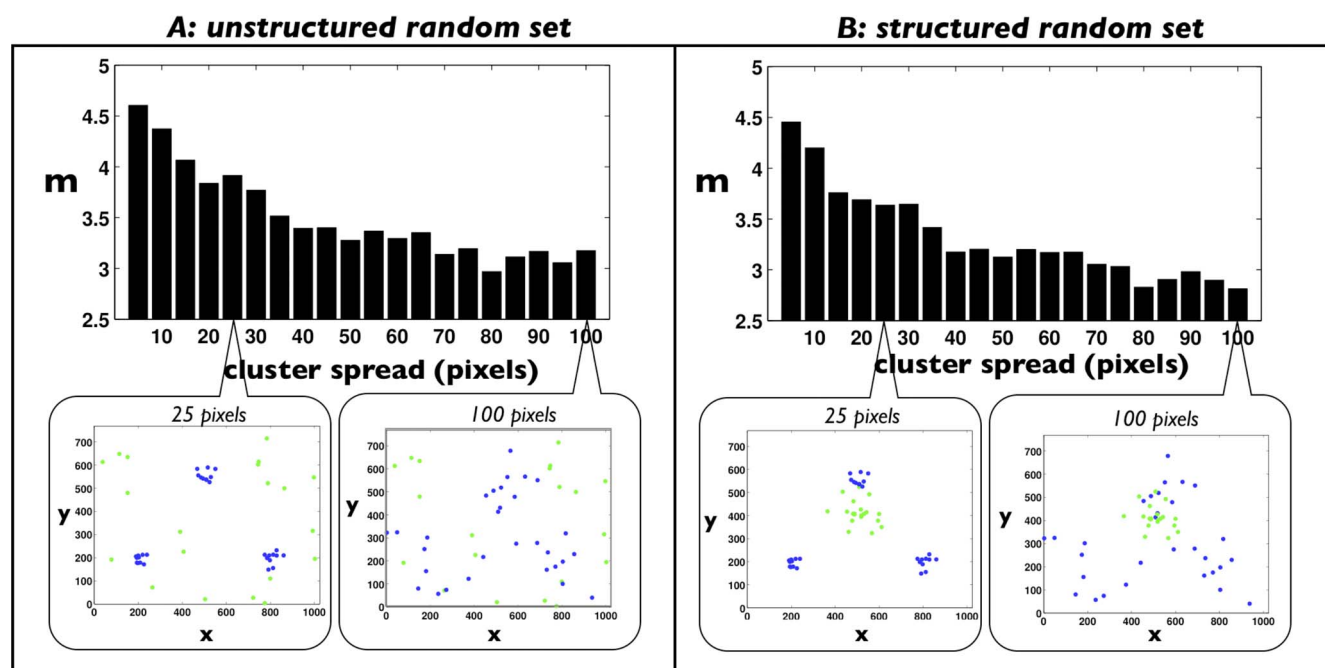 A: unstructured random set
B: structured random set
5
4.5
4
3.5
3
2.5
m
10 20 30 40 50 60 70 80 90 100
cluster spread (pixels)
5
4.5
4
3.5
3
2.5
m
10 20 30 40 50 60 70 80 90 100
cluster spread (pixels)
25 pixels
700
600
500
400
300
200
100
0
y
0 200 400 600 800 1000
x
100 pixels
700
600
500
400
300
200
100
0
y
0 200 400 600 800 1000
x
25 pixels
700
600
500
400
300
200
100
0
y
0 200 400 600 800 1000
x
100 pixels
700
600
500
400
300
200
100
0
y
0 200 400 600 800 1000
x